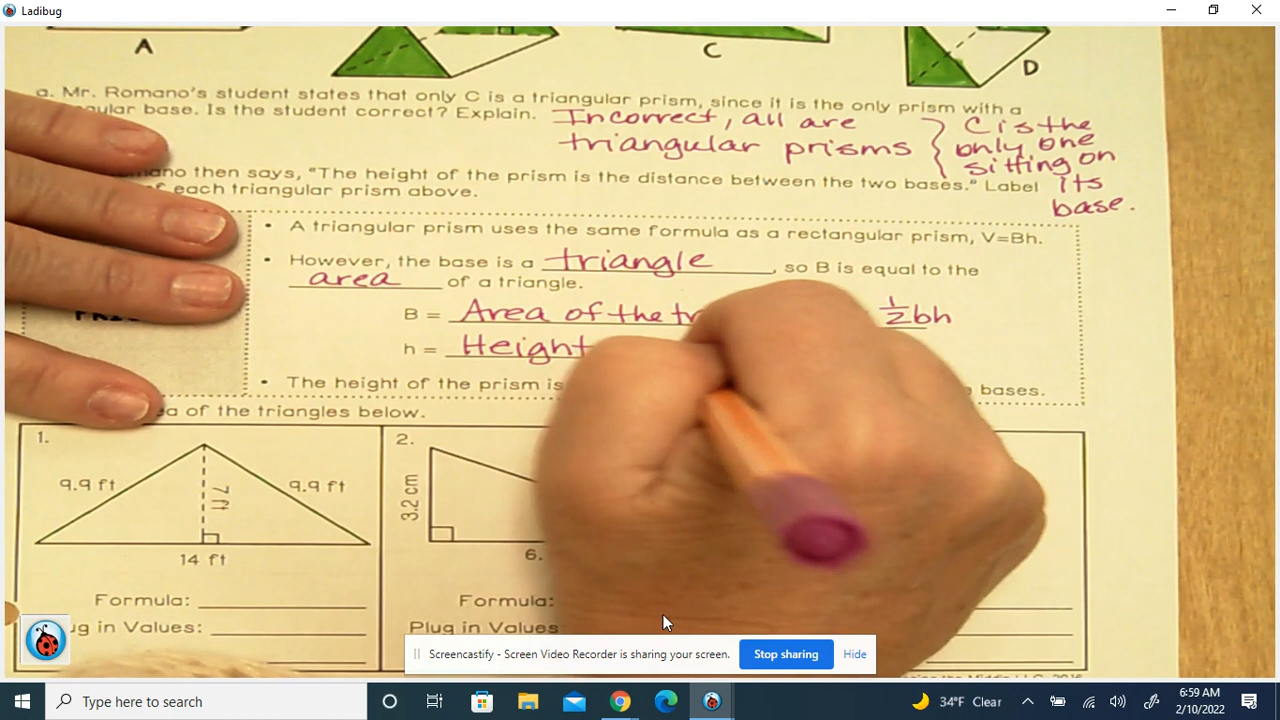 Ladibug
A
C
D
a. Mr. Romano's student states that only C is a triangular prism, since it is the only prism with a
base. Is the student correct? Explain. Incorrect, all are
triangular prisms
C is the
only one
sitting on
its
base.
then says, "The height of the prism is the distance between the two bases." Label
each triangular prism above.
• A triangular prism uses the same formula as a rectangular prism, V=Bh.
• However, the base is a triangle, so B is equal to the
area of a triangle.
B = Area of the 1/2bh
h = Height
• The height of the prism is bases.
of the triangles below.
1.
9.9 ft
7 ft
9.9 ft
14 ft
Formula:
in Values:
2.
3.2 cm
6.
Formula:
Plug in Values:
Screencastify - Screen Video Recorder is sharing your screen.
Stop sharing
Hide
Type here to search
34°F Clear
6:59 AM
2/10/2022